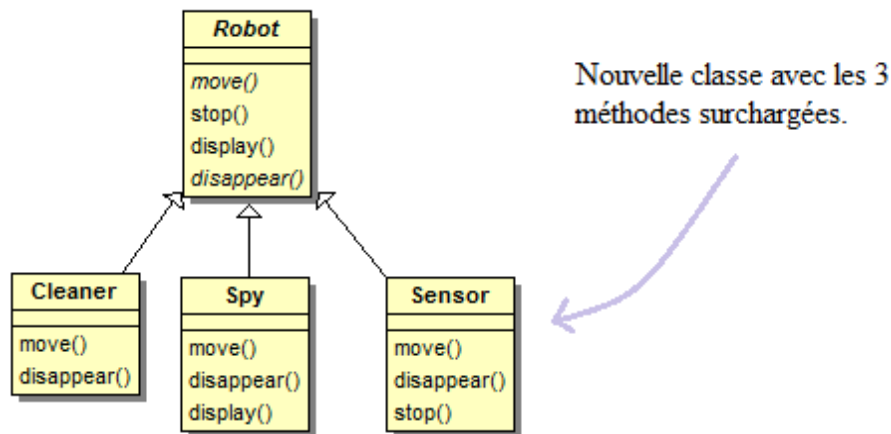 Robot
move()
stop()
display()
disappear()
Nouvelle classe avec les 3
méthodes surchargées.
Cleaner
move()
disappear()
Spy
move()
disappear()
display()
Sensor
move()
disappear()
stop()